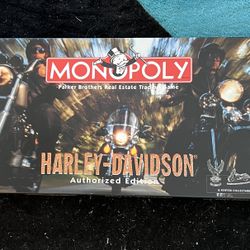 MONOPOLY
Parker Brothers Real Estate Trading Game
HARLEY-DAVIDSON
Authorized Edition